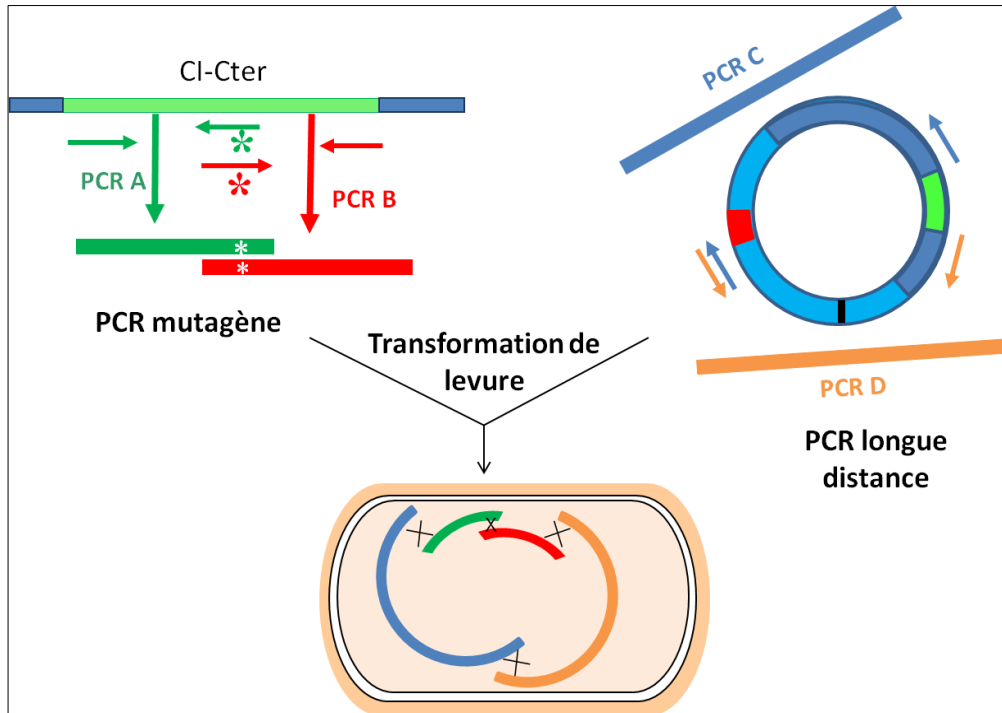 CI-Cter
PCR A
PCR B
*
*
*
*
PCR mutagène
PCR C
PCR D
PCR longue
distance
Transformation de
levure